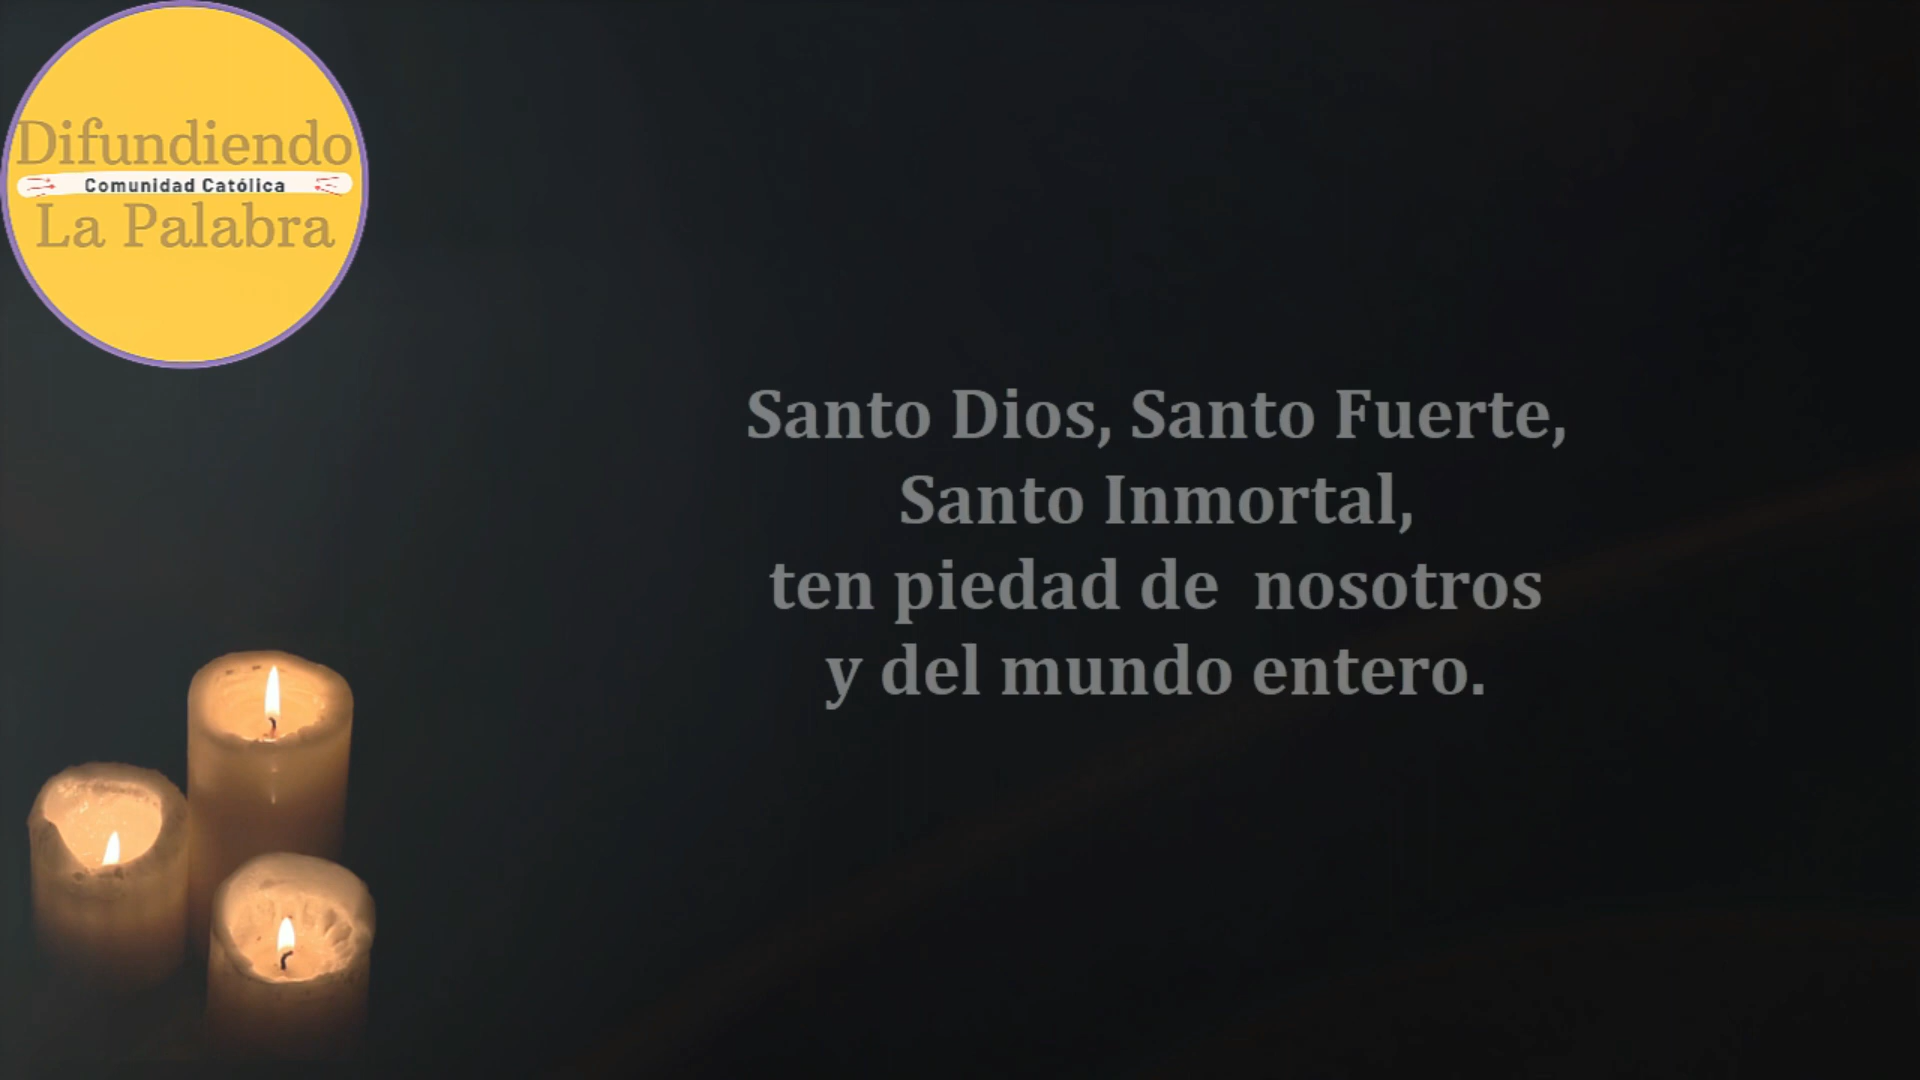 Difundiendo
Comunidad Católica
La Palabra
Santo Dios, Santo Fuerte,
Santo Inmortal,
ten piedad de  nosotros
y del mundo entero.